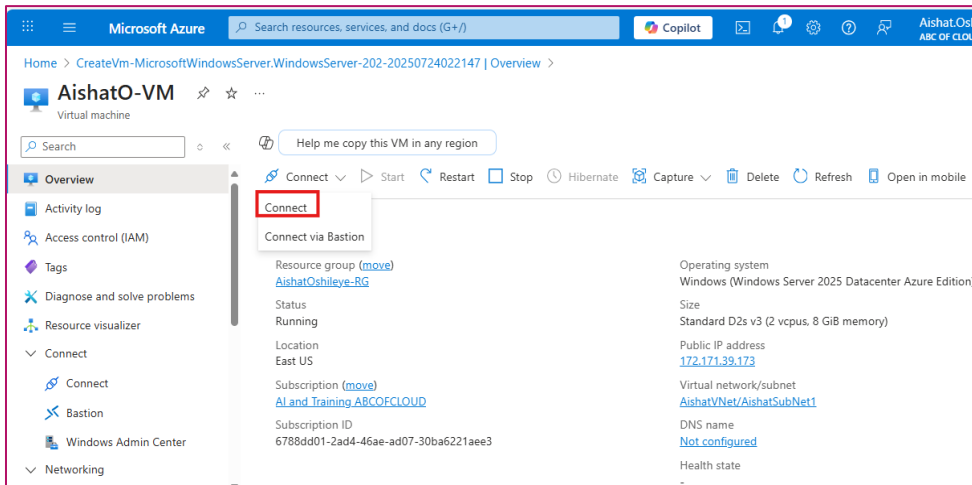 Microsoft Azure
Search resources, services, and docs (G+/)
Copilot
1
Aishat.Osh
ABC OF CLOU
Home > CreateVm-MicrosoftWindowsServer.WindowsServer-202-20250724022147 | Overview >
AishatO-VM
Virtual machine
Search
Help me copy this VM in any region
Connect Start Restart Stop Hibernate Capture Delete Refresh Open in mobile
Overview
Activity log
Access control (IAM)
Tags
Diagnose and solve problems
Resource visualizer
Connect
Connect
Bastion
Windows Admin Center
Networking
Connect
Connect via Bastion
Resource group (move)
AishatOshileye-RG
Status
Running
Location
East US
Subscription (move)
AI and Training ABCOFCLOUD
Subscription ID
6788dd01-2ad4-46ae-ad07-30ba6221aee3
Operating system
Windows (Windows Server 2025 Datacenter Azure Edition)
Size
Standard D2s v3 (2 vcpus, 8 GiB memory)
Public IP address
172.171.39.173
Virtual network/subnet
AishatVNet/AishatSubNet1
DNS name
Not configured
Health state
-